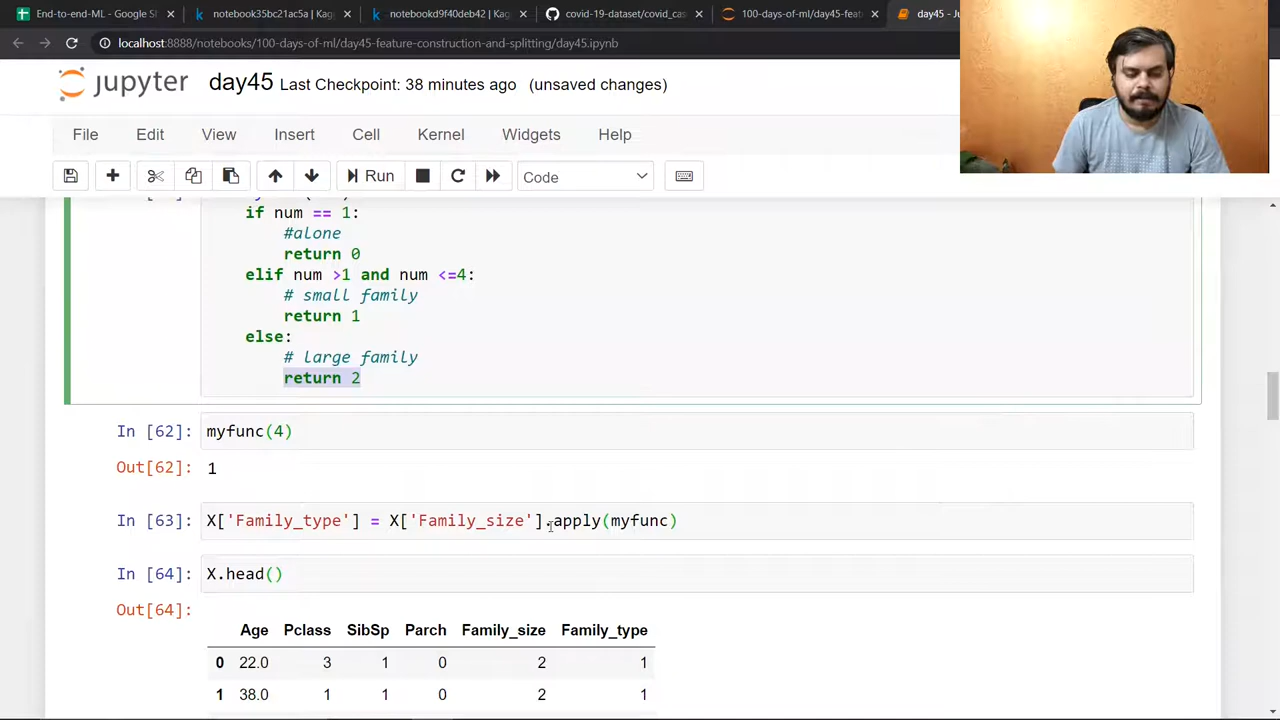 End-to-end-ML - Google S
notebook35bc21ac5a | Kag
notebookd9f40deb42 | Kag
covid-19-dataset/covid_cas
100-days-of-ml/day45-feat
day45 - Ju
localhost:8888/notebooks/100-days-of-ml/day45-feature-construction-and-splitting/day45.ipynb
jupyter day45 Last Checkpoint: 38 minutes ago (unsaved changes)
File Edit View Insert Cell Kernel Widgets Help
Run Code
if num == 1:
#alone
return 0
elif num >1 and num <=4:
# small family
return 1
else:
# large family
return 2
In [62]: myfunc(4)
Out[62]: 1
In [63]: X['Family_type'] = X['Family_size'].apply(myfunc)
In [64]: X.head()
Out[64]:
Age Pclass SibSp Parch Family_size Family_type
0 22.0 3 1 0 2 1
1 38.0 1 1 0 2 1